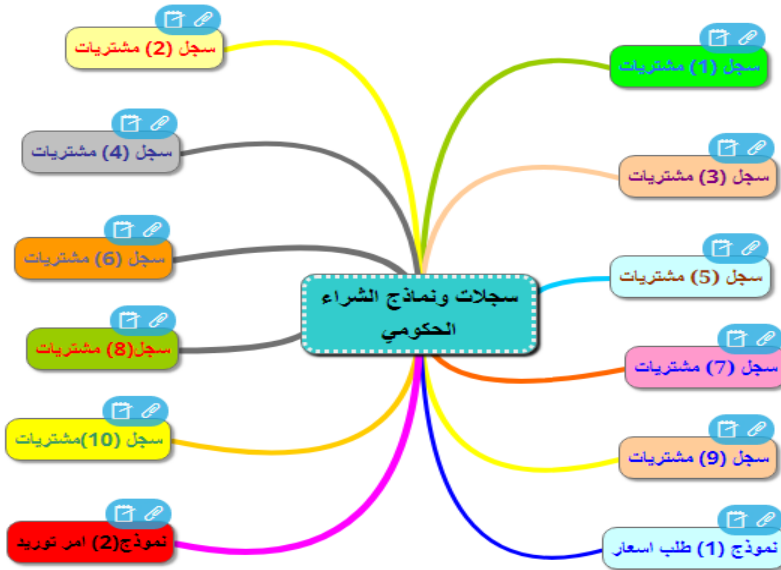 سجل (2) مشتريات
سجل (1) مشتريات
سجل (4) مشتريات
سجل (3) مشتريات
سجل (6) مشتريات
سجل (5) مشتريات
سجلات ونماذج الشراء
الحكومي
سجل(8) مشتريات
سجل (7) مشتريات
سجل (10)مشتريات
سجل (9) مشتريات
نموذج(2) امر توريد
نموذج (1) طلب اسعار